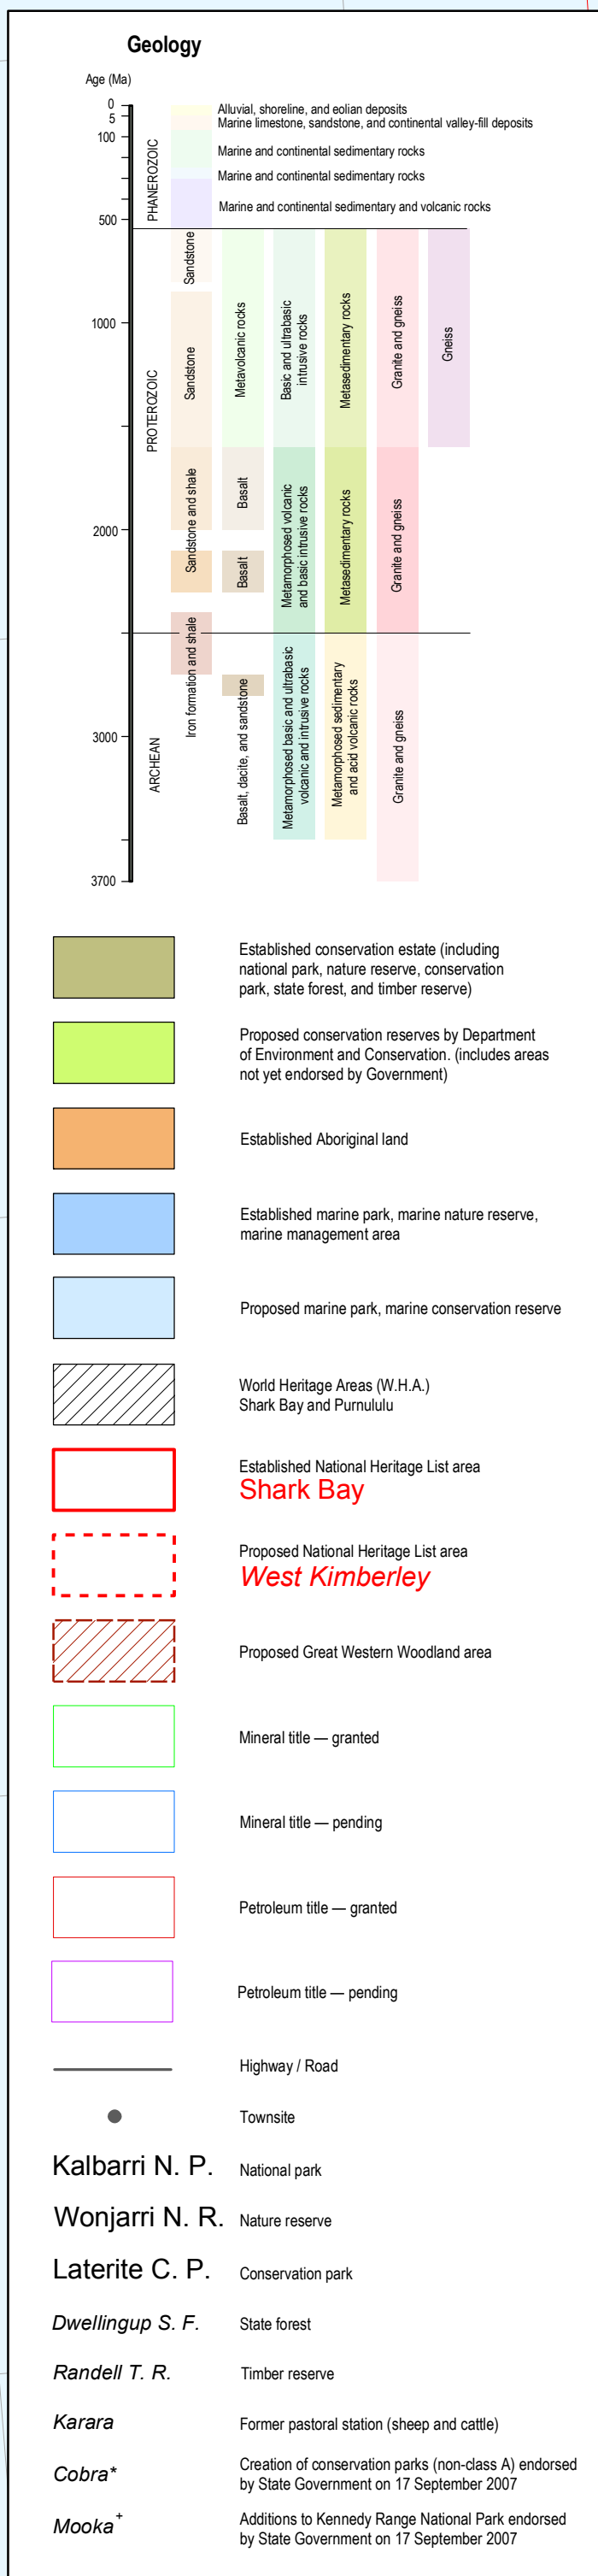 Geology
Age (Ma)
0
5
100
500
1000
2000
3000
3700
PHANEROZOIC
PROTEROZOIC
ARCHEAN
Alluvial, shoreline, and eolian deposits
Marine limestone, sandstone, and continental valley-fill deposits
Marine and continental sedimentary rocks
Marine and continental sedimentary rocks
Marine and continental sedimentary and volcanic rocks
Sandstone
Sandstone
Sandstone and shale
Iron formation and shale
Metavolcanic rocks
Basalt
Basalt
Basalt, dacite, and sandstone
Basic and ultrabasic
intrusive rocks
Metamorphosed volcanic
and basic intrusive rocks
Metamorphosed basic and ultrabasic
volcanic and intrusive rocks
Metasedimentary rocks
Metasedimentary rocks
Metamorphosed sedimentary
and acid volcanic rocks
Granite and gneiss
Granite and gneiss
Granite and gneiss
Gneiss
Established conservation estate (including
national park, nature reserve, conservation
park, state forest, and timber reserve)
Proposed conservation reserves by Department
of Environment and Conservation. (includes areas
not yet endorsed by Government)
Established Aboriginal land
Established marine park, marine nature reserve,
marine management area
Proposed marine park, marine conservation reserve
World Heritage Areas (W.H.A.)
Shark Bay and Purnululu
Established National Heritage List area
Shark Bay
Proposed National Heritage List area
West Kimberley
Proposed Great Western Woodland area
Mineral title — granted
Mineral title — pending
Petroleum title — granted
Petroleum title — pending
Highway / Road
Townsite
Kalbarri N. P. National park
Wonjarri N. R. Nature reserve
Laterite C. P. Conservation park
Dwellingup S. F. State forest
Randell T. R. Timber reserve
Karara Former pastoral station (sheep and cattle)
Cobra* Creation of conservation parks (non-class A) endorsed
by State Government on 17 September 2007
Mooka+ Additions to Kennedy Range National Park endorsed
by State Government on 17 September 2007